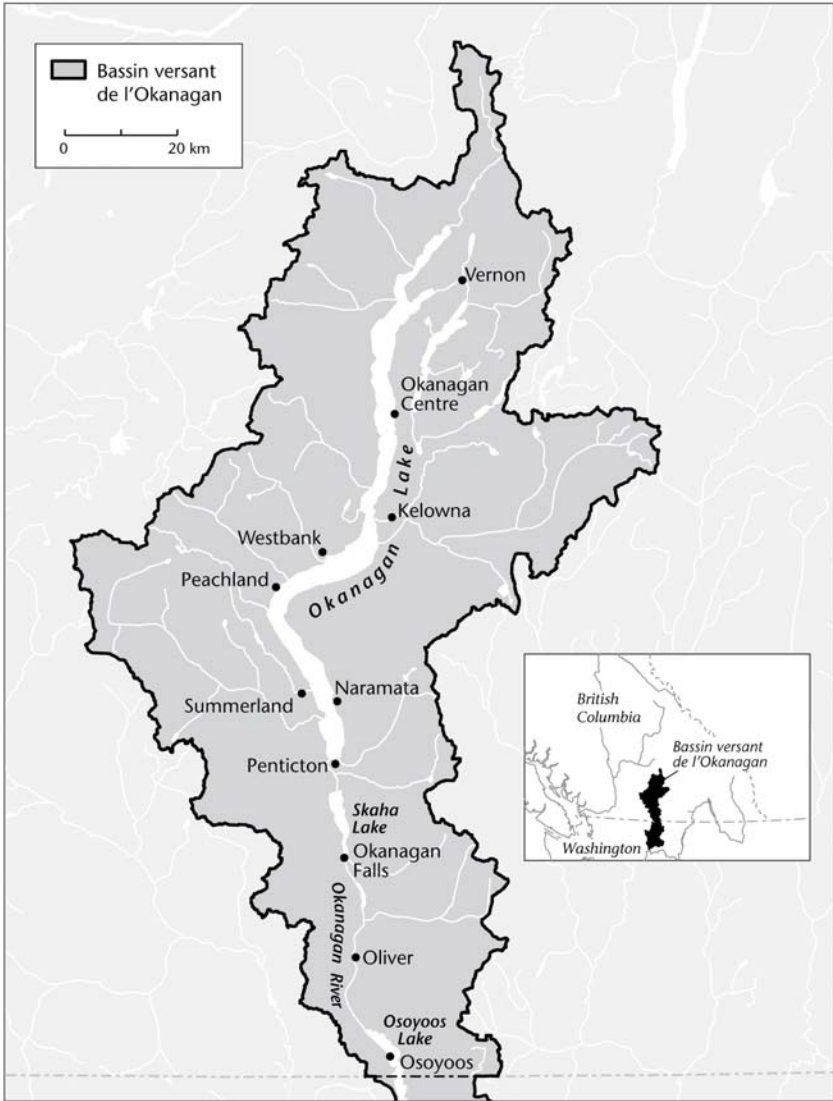 Bassin versant
de l'Okanagan
0
20 km
Vernon
Okanagan
Centre
Okanagan Lake
Kelowna
Westbank
Peachland
Summerland
Naramata
Penticton
Skaha
Lake
Okanagan
Falls
Okanagan River
Oliver
Osoyoos
Lake
Osoyoos
British
Columbia
Bassin versant
de l'Okanagan
Washington